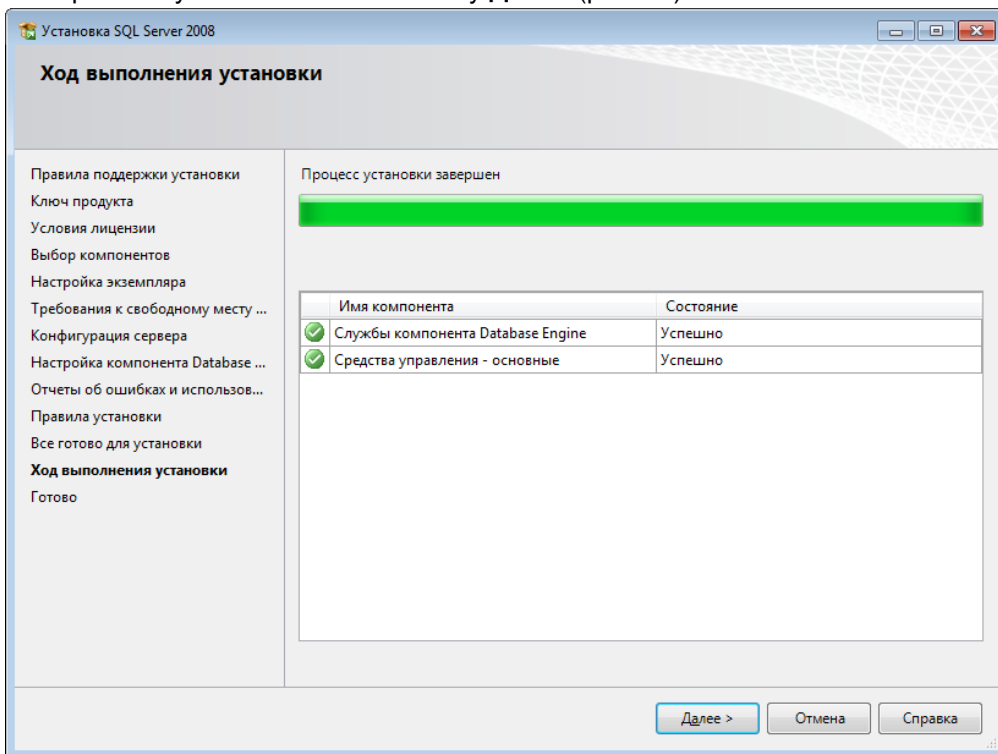 Установка SQL Server 2008
Ход выполнения установки
Правила поддержки установки
Ключ продукта
Условия лицензии
Выбор компонентов
Настройка экземпляра
Требования к свободному месту ...
Конфигурация сервера
Настройка компонента Database ...
Отчеты об ошибках и использов...
Правила установки
Все готово для установки
Ход выполнения установки
Готово
Процесс установки завершен
Имя компонента Состояние
Службы компонента Database Engine Успешно
Средства управления - основные Успешно
Далее > Отмена Справка